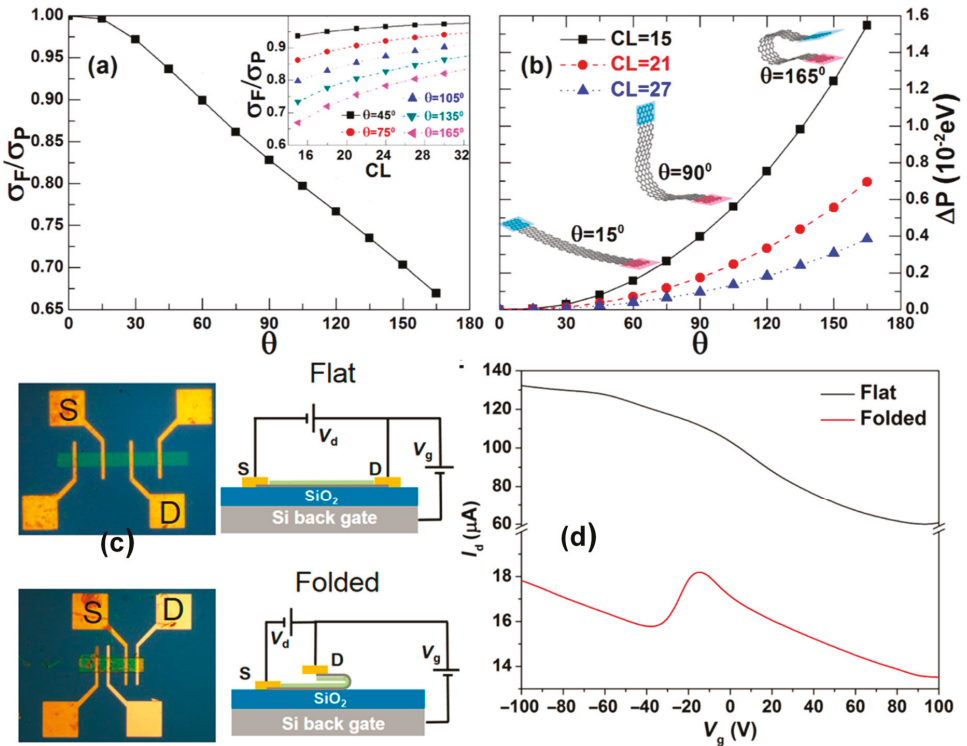 (a)
σF/σP
1.00
0.95
0.90
0.85
0.80
0.75
0.70
0.65
0 30 60 90 120 150 180
θ
σF/σP
0.9
0.8
0.7
0.6
16 20 24 28 32
CL
θ=45⁰
θ=75⁰
θ=105⁰
θ=135⁰
θ=165⁰
(b)
CL=15
CL=21
CL=27
θ=165⁰
θ=90⁰
θ=15⁰
1.6
1.4
1.2
1.0
0.8
0.6
0.4
0.2
0.0
ΔP (10⁻²eV)
0 30 60 90 120 150 180
θ
S
D
(c)
Flat
Vd
S
D
Vg
SiO₂
Si back gate
S
D
Folded
Vd
D
S
Vg
SiO₂
Si back gate
(d)
Flat
Folded
140
120
100
80
60
18
16
14
Id (μA)
−100 −80 −60 −40 −20 0 20 40 60 80 100
Vg (V)